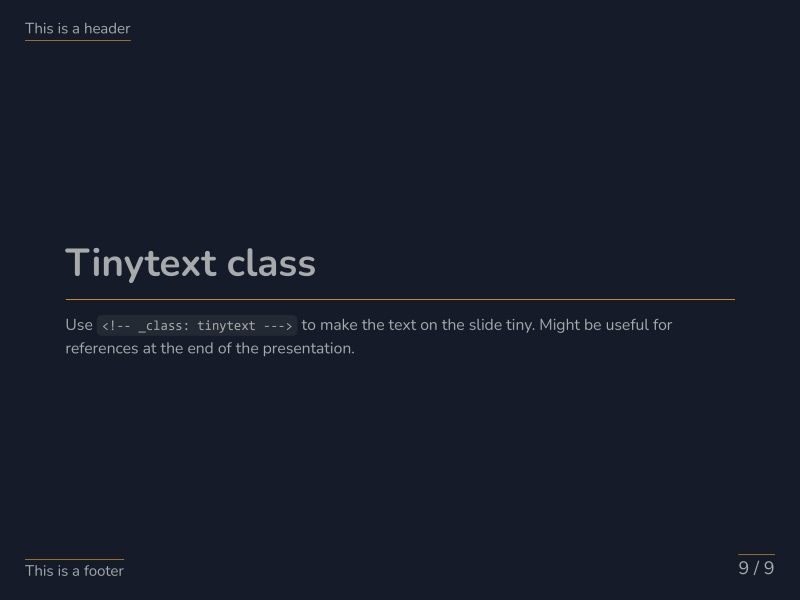 This is a header
Tinytext class
Use <!-- _class: tinytext ---> to make the text on the slide tiny. Might be useful for
references at the end of the presentation.
This is a footer
9 / 9